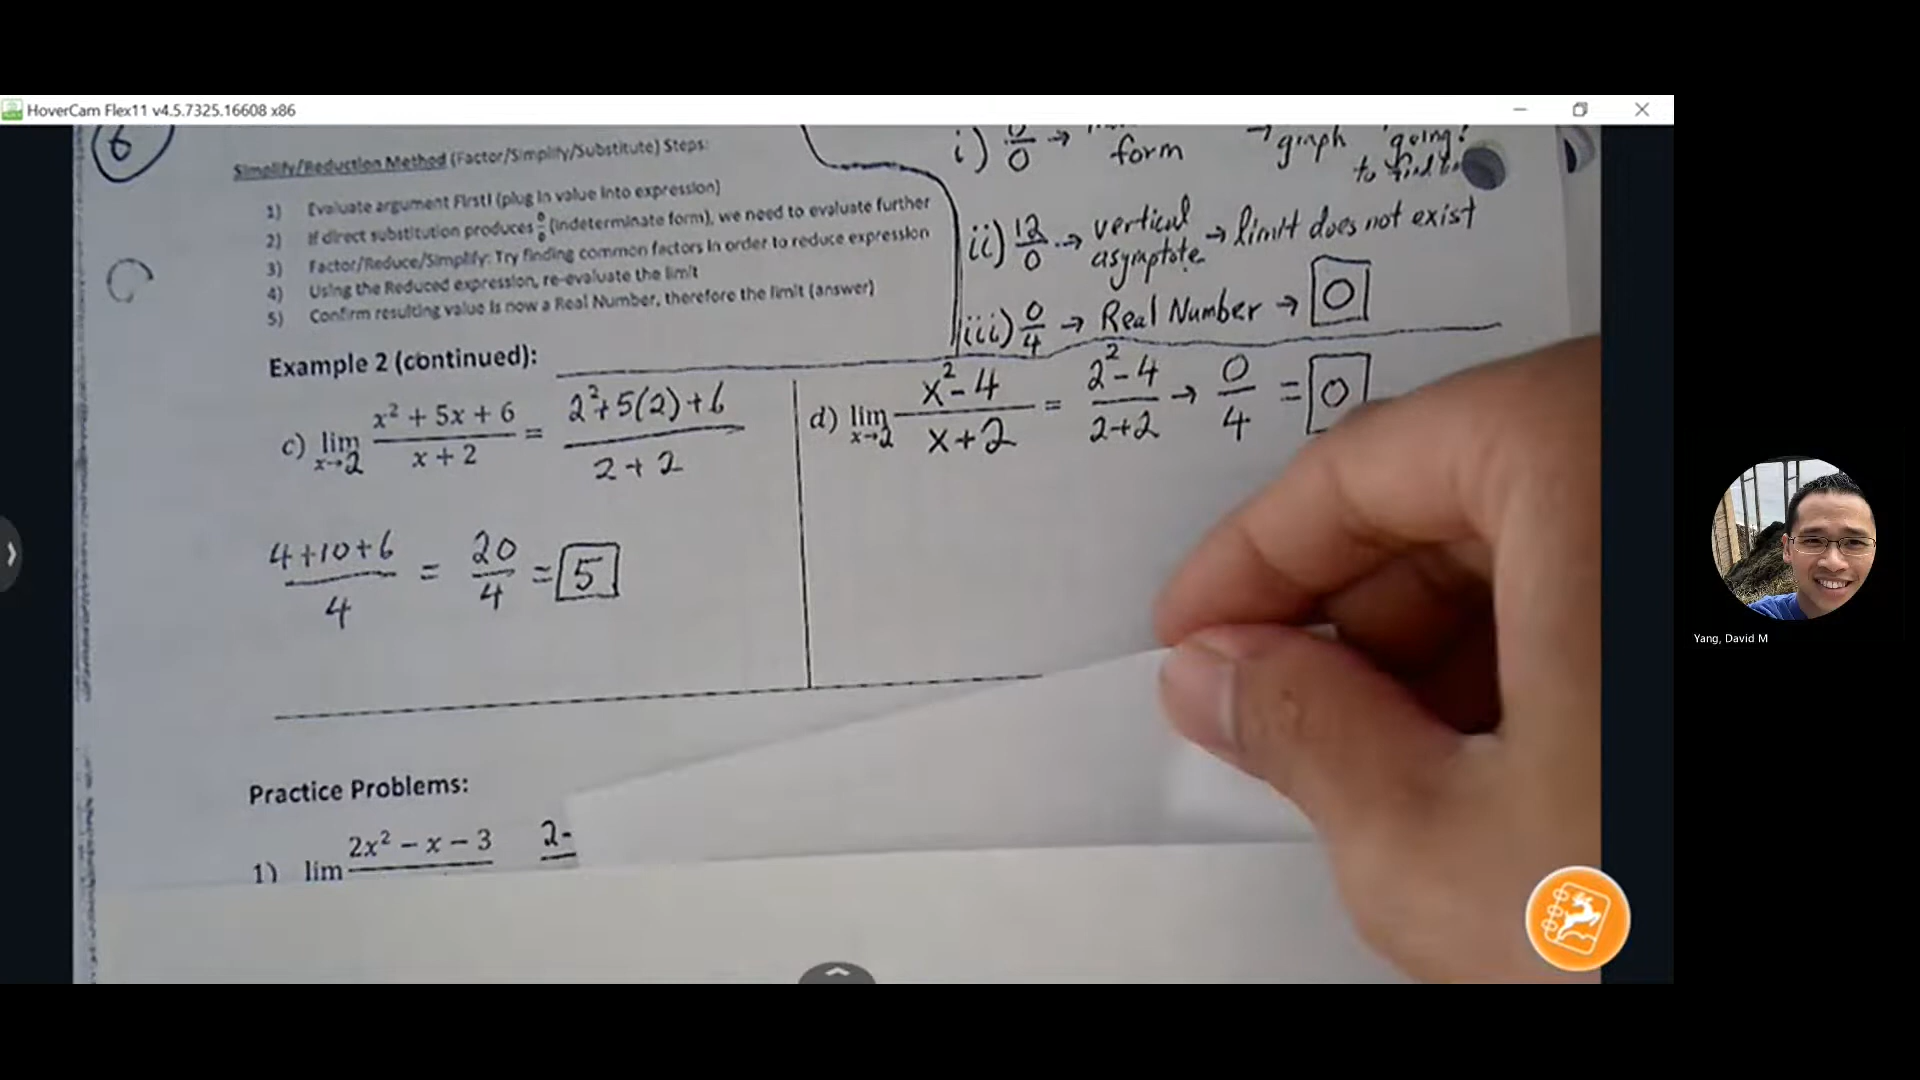 HoverCam Flex11 v4.5.7325.16608 x86
6
Simplify/Reduction Method (Factor/Simplify/Substitute) Steps:
1) Evaluate argument First! (plug in value into expression)
2) If direct substitution produces 0/0 (indeterminate form), we need to evaluate further
3) Factor/Reduce/Simplify: Try finding common factors in order to reduce expression
4) Using the Reduced expression, re-evaluate the limit
5) Confirm resulting value is now a Real Number, therefore the limit (answer)
i) 0/0 → form → graph going? to find
ii) 12/0 → vertical asymptote → limit does not exist
iii) 0/4 → Real Number → 0
Example 2 (continued):
c) lim x→2 (x² + 5x + 6)/(x + 2) = (2²+5(2)+6)/(2+2)
(4+10+6)/4 = 20/4 = 5
d) lim x→2 (x²-4)/(x+2) = (2²-4)/(2+2) → 0/4 = 0
Practice Problems:
1) lim 2x² − x − 3 2-
Yang, David M